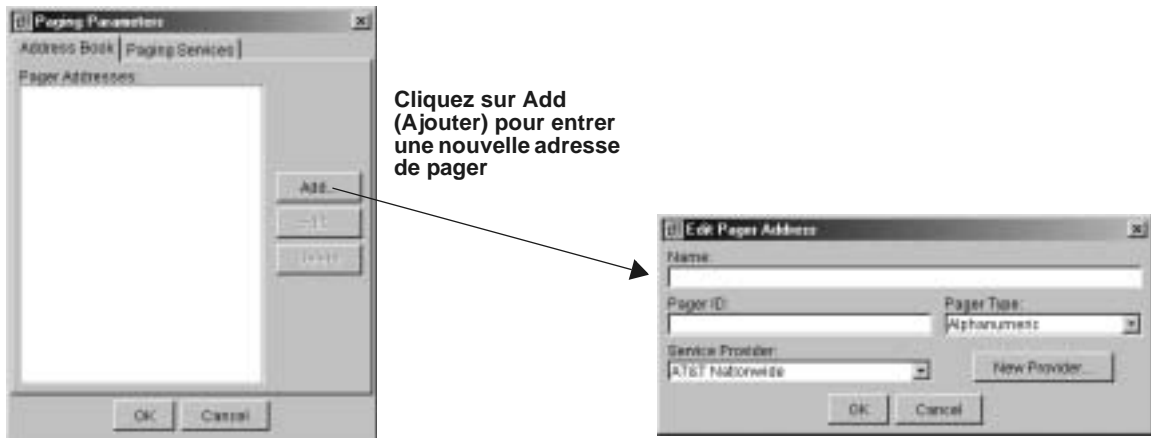 Paging Parameters
Address Book
Paging Services
Pager Addresses:
Cliquez sur Add
(Ajouter) pour entrer
une nouvelle adresse
de pager
Add...
OK
Cancel
Edit Pager Address
Name:
Pager ID:
Pager Type:
Alphanumeric
Service Provider:
AT&T Nationwide
New Provider...
OK
Cancel